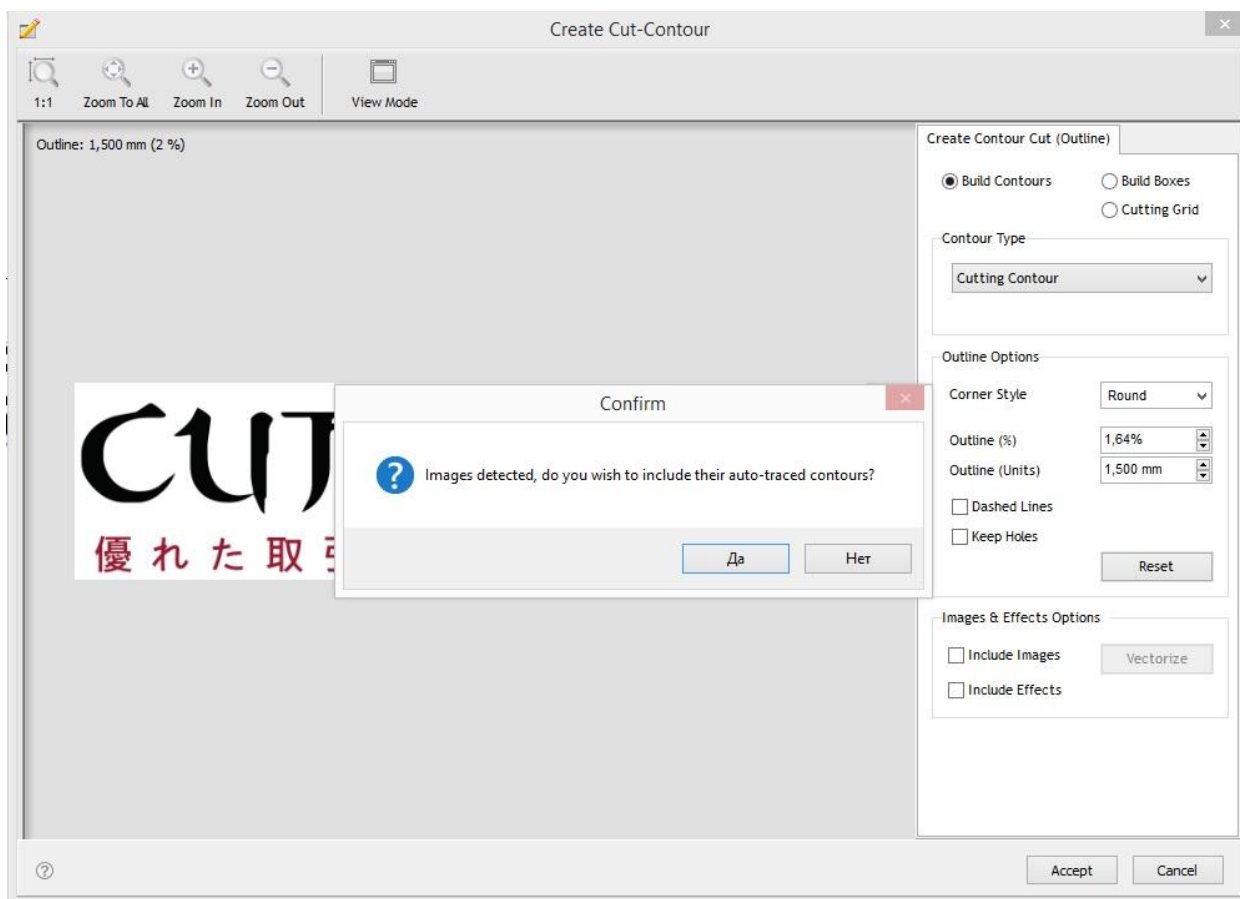 Create Cut-Contour
1:1 Zoom To All Zoom In Zoom Out View Mode
Outline: 1,500 mm (2 %)
Create Contour Cut (Outline)
Build Contours Build Boxes
Cutting Grid
Contour Type
Cutting Contour
Outline Options
Corner Style Round
Outline (%) 1,64%
Outline (Units) 1,500 mm
Dashed Lines
Keep Holes
Reset
Images & Effects Options
Include Images Vectorize
Include Effects
CUT
優れた取
Confirm
Images detected, do you wish to include their auto-traced contours?
Да Нет
Accept Cancel